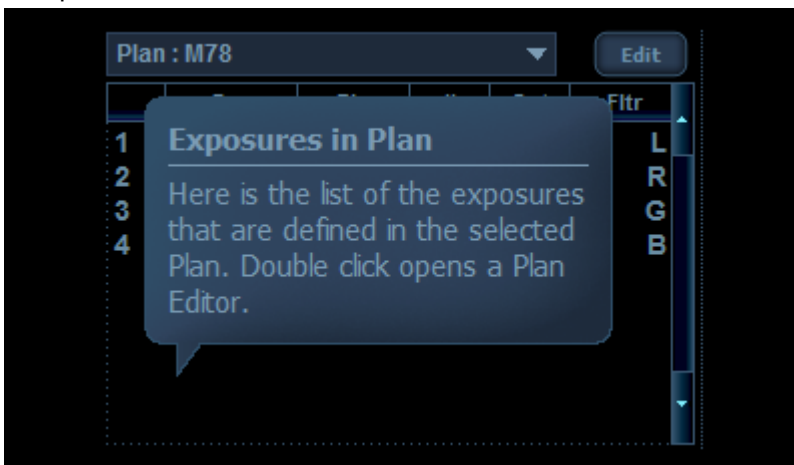 Plan : M78
Edit
Fltr
Exposures in Plan
1 L
2 R
3 G
4 B
Here is the list of the exposures
that are defined in the selected
Plan. Double click opens a Plan
Editor.